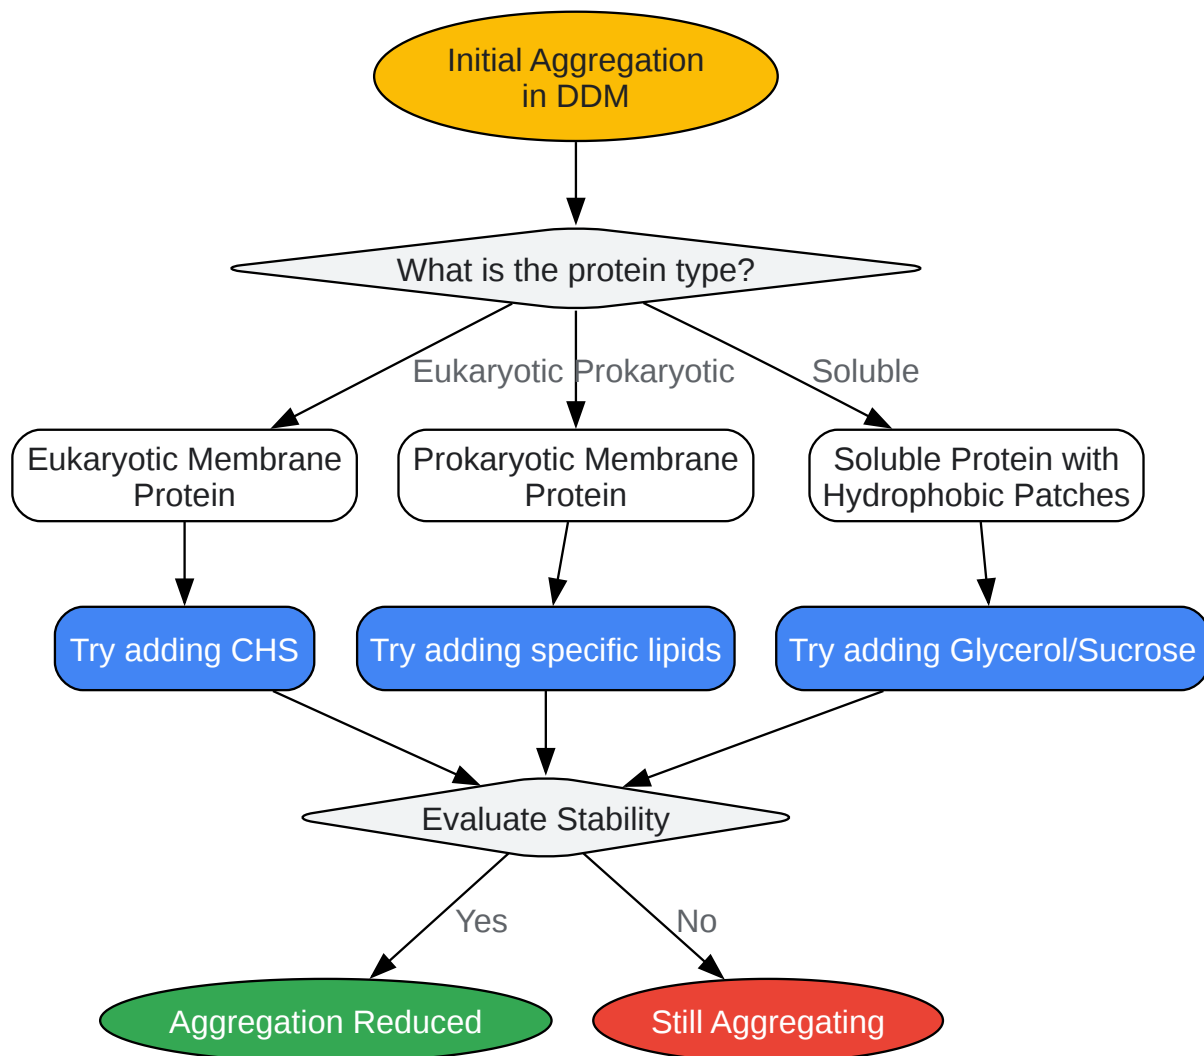 Initial Aggregation
in DDM
What is the protein type?
Eukaryotic
Prokaryotic
Soluble
Eukaryotic Membrane
Protein
Prokaryotic Membrane
Protein
Soluble Protein with
Hydrophobic Patches
Try adding CHS
Try adding specific lipids
Try adding Glycerol/Sucrose
Evaluate Stability
Yes
No
Aggregation Reduced
Still Aggregating